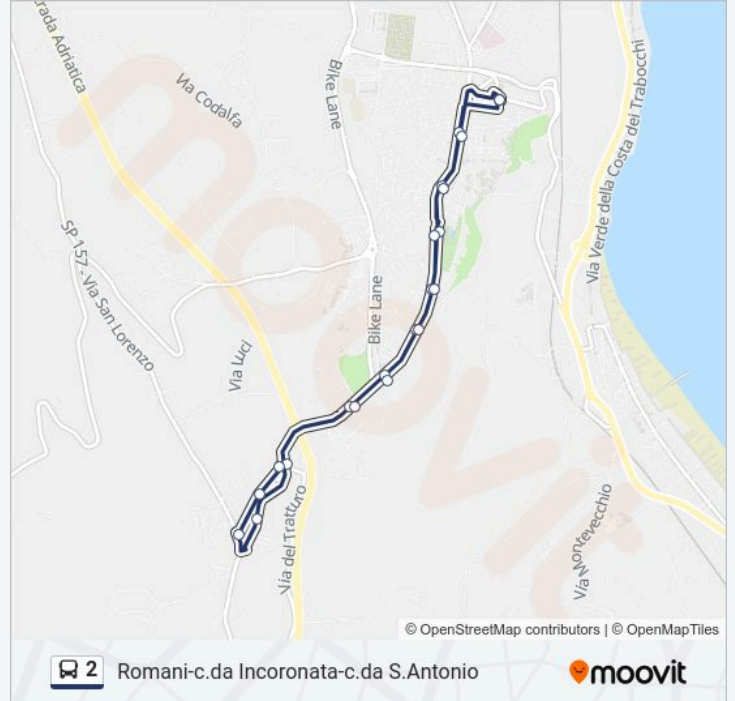 Strada Adriatica
Via Codalfa
Bike Lane
Via Verde della Costa dei Trabocchi
SP 157 - Via San Lorenzo
Via Luci
Bike Lane
Via del Tratturo
Via Montevecchio
moovit
© OpenStreetMap contributors | © OpenMapTiles
2 Romani-c.da Incoronata-c.da S.Antonio
moovit